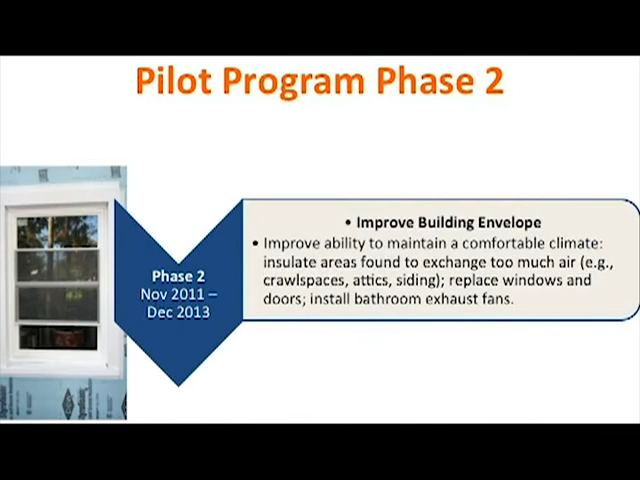 Pilot Program Phase 2
Phase 2
Nov 2011 –
Dec 2013
• Improve Building Envelope
• Improve ability to maintain a comfortable climate:
insulate areas found to exchange too much air (e.g.,
crawlspaces, attics, siding); replace windows and
doors; install bathroom exhaust fans.